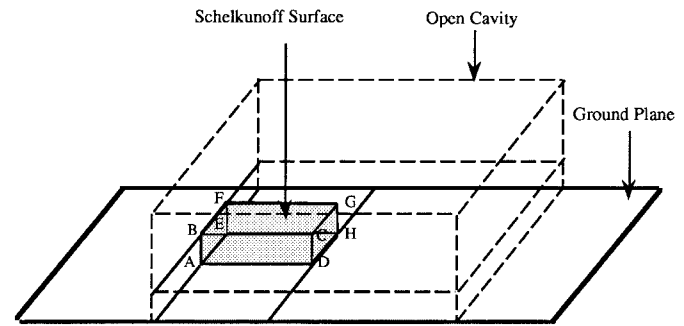 Schelkunoff Surface
Open Cavity
Ground Plane
F
G
E
B
C
H
A
D